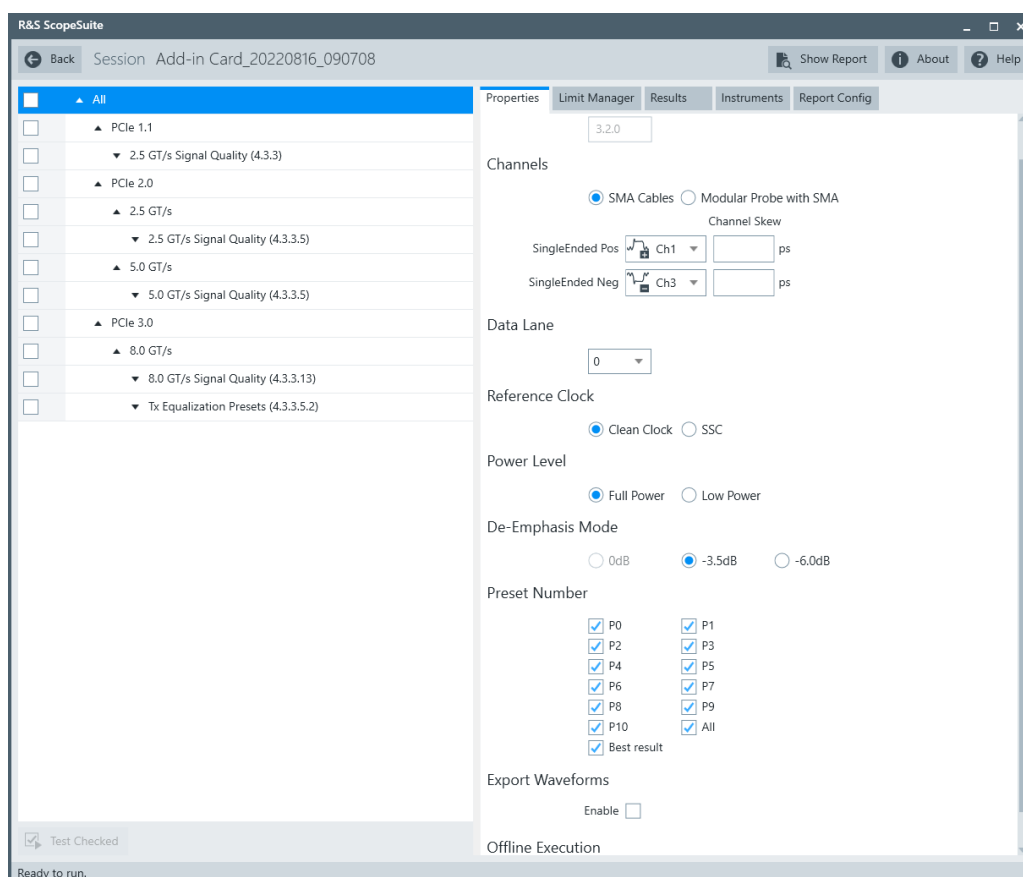 R&S ScopeSuite
Back Session Add-in Card_20220816_090708 Show Report About Help
All
PCIe 1.1
2.5 GT/s Signal Quality (4.3.3)
PCIe 2.0
2.5 GT/s
2.5 GT/s Signal Quality (4.3.3.5)
5.0 GT/s
5.0 GT/s Signal Quality (4.3.3.5)
PCIe 3.0
8.0 GT/s
8.0 GT/s Signal Quality (4.3.3.13)
Tx Equalization Presets (4.3.3.5.2)
Test Checked
Properties Limit Manager Results Instruments Report Config
3.2.0
Channels
SMA Cables Modular Probe with SMA
Channel Skew
SingleEnded Pos Ch1 ps
SingleEnded Neg Ch3 ps
Data Lane
0
Reference Clock
Clean Clock SSC
Power Level
Full Power Low Power
De-Emphasis Mode
0dB -3.5dB -6.0dB
Preset Number
P0 P1
P2 P3
P4 P5
P6 P7
P8 P9
P10 All
Best result
Export Waveforms
Enable
Offline Execution
Ready to run.